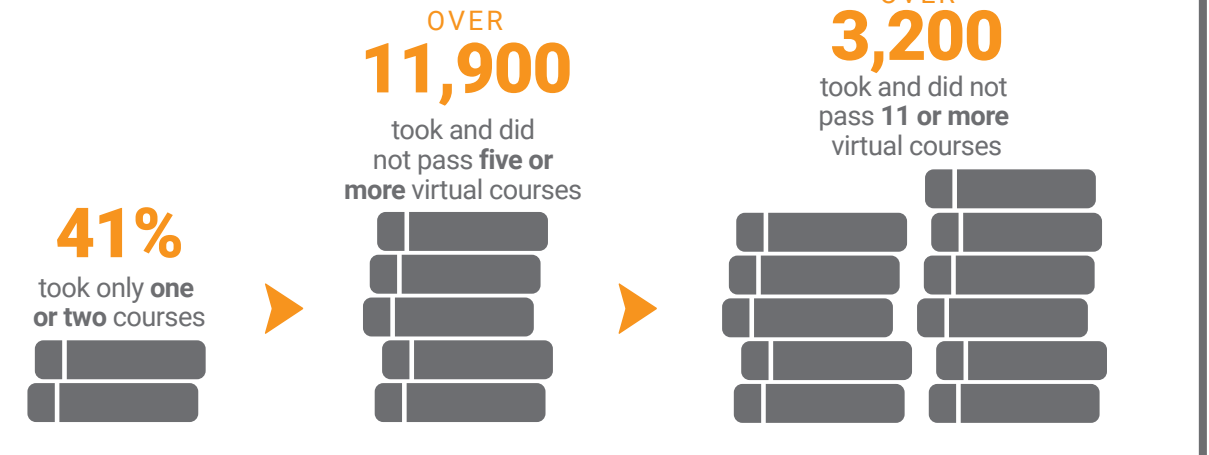 41%
took only one
or two courses
OVER
11,900
took and did
not pass five or
more virtual courses
OVER
3,200
took and did not
pass 11 or more
virtual courses